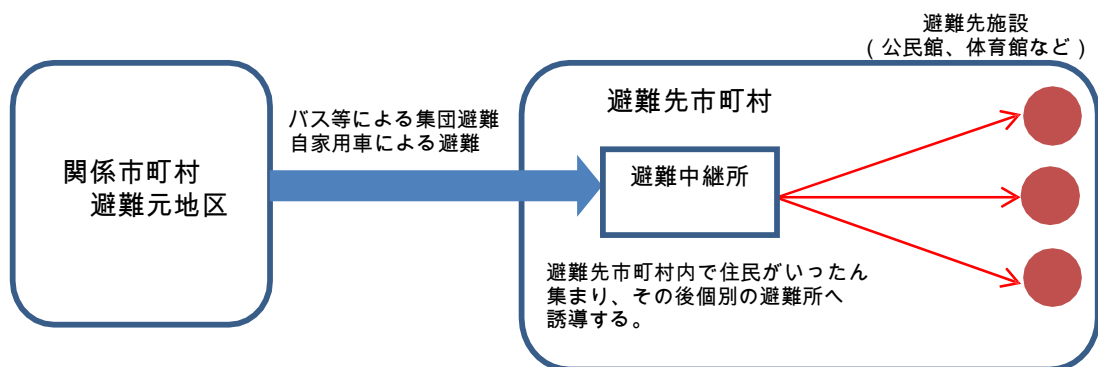 避難先施設
(公民館、体育館など)
避難先市町村
バス等による集団避難
自家用車による避難
関係市町村
避難元地区
避難中継所
避難先市町村内で住民がいったん
集まり、その後個別の避難所へ
誘導する。